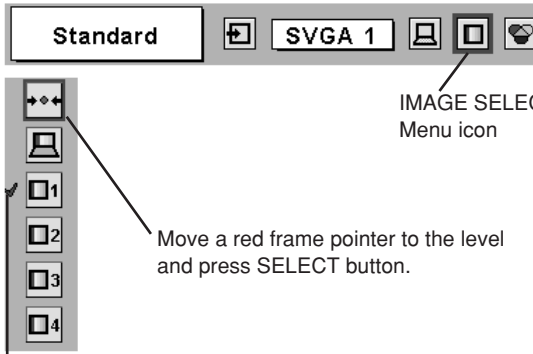 Standard
SVGA 1
IMAGE SELEC
Menu icon
1
2
3
4
Move a red frame pointer to the level
and press SELECT button.